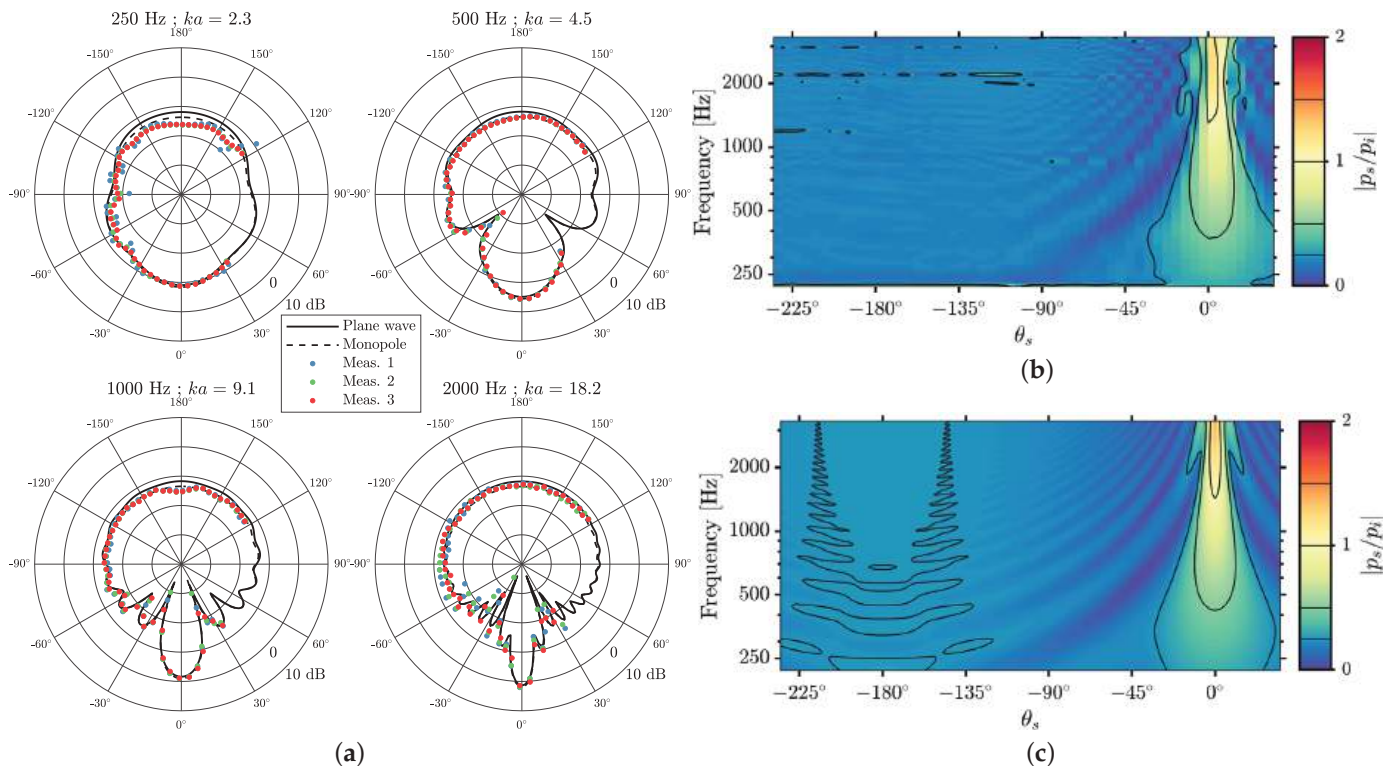 250 Hz ; ka = 2.3
180°
-150° 150°
-120° 120°
-90° 90°
-60° 60°
-30° 30°
0°
0
10 dB
500 Hz ; ka = 4.5
180°
-150° 150°
-120° 120°
-90° 90°
-60° 60°
-30° 30°
0°
0
10 dB
Plane wave
Monopole
Meas. 1
Meas. 2
Meas. 3
1000 Hz ; ka = 9.1
180°
-150° 150°
-120° 120°
-90° 90°
-60° 60°
-30° 30°
0°
0
10 dB
2000 Hz ; ka = 18.2
180°
-150° 150°
-120° 120°
-90° 90°
-60° 60°
-30° 30°
0°
0
10 dB
(a)
Frequency [Hz]
2000
1000
500
250
−225° −180° −135° −90° −45° 0°
θs
2
1
0
|ps/pi|
(b)
Frequency [Hz]
2000
1000
500
250
−225° −180° −135° −90° −45° 0°
θs
2
1
0
|ps/pi|
(c)